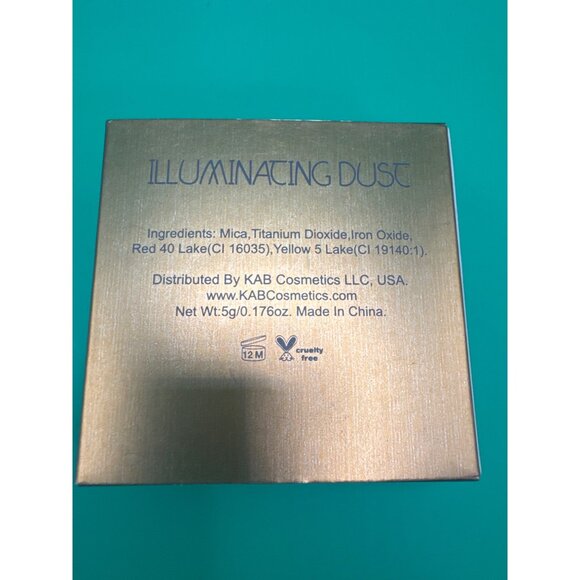 ILLUMINATING DUST
Ingredients: Mica,Titanium Dioxide,Iron Oxide,
Red 40 Lake(CI 16035),Yellow 5 Lake(CI 19140:1).
Distributed By KAB Cosmetics LLC, USA.
www.KABCosmetics.com
Net Wt:5g/0.176oz. Made In China.
12 M
cruelty
free